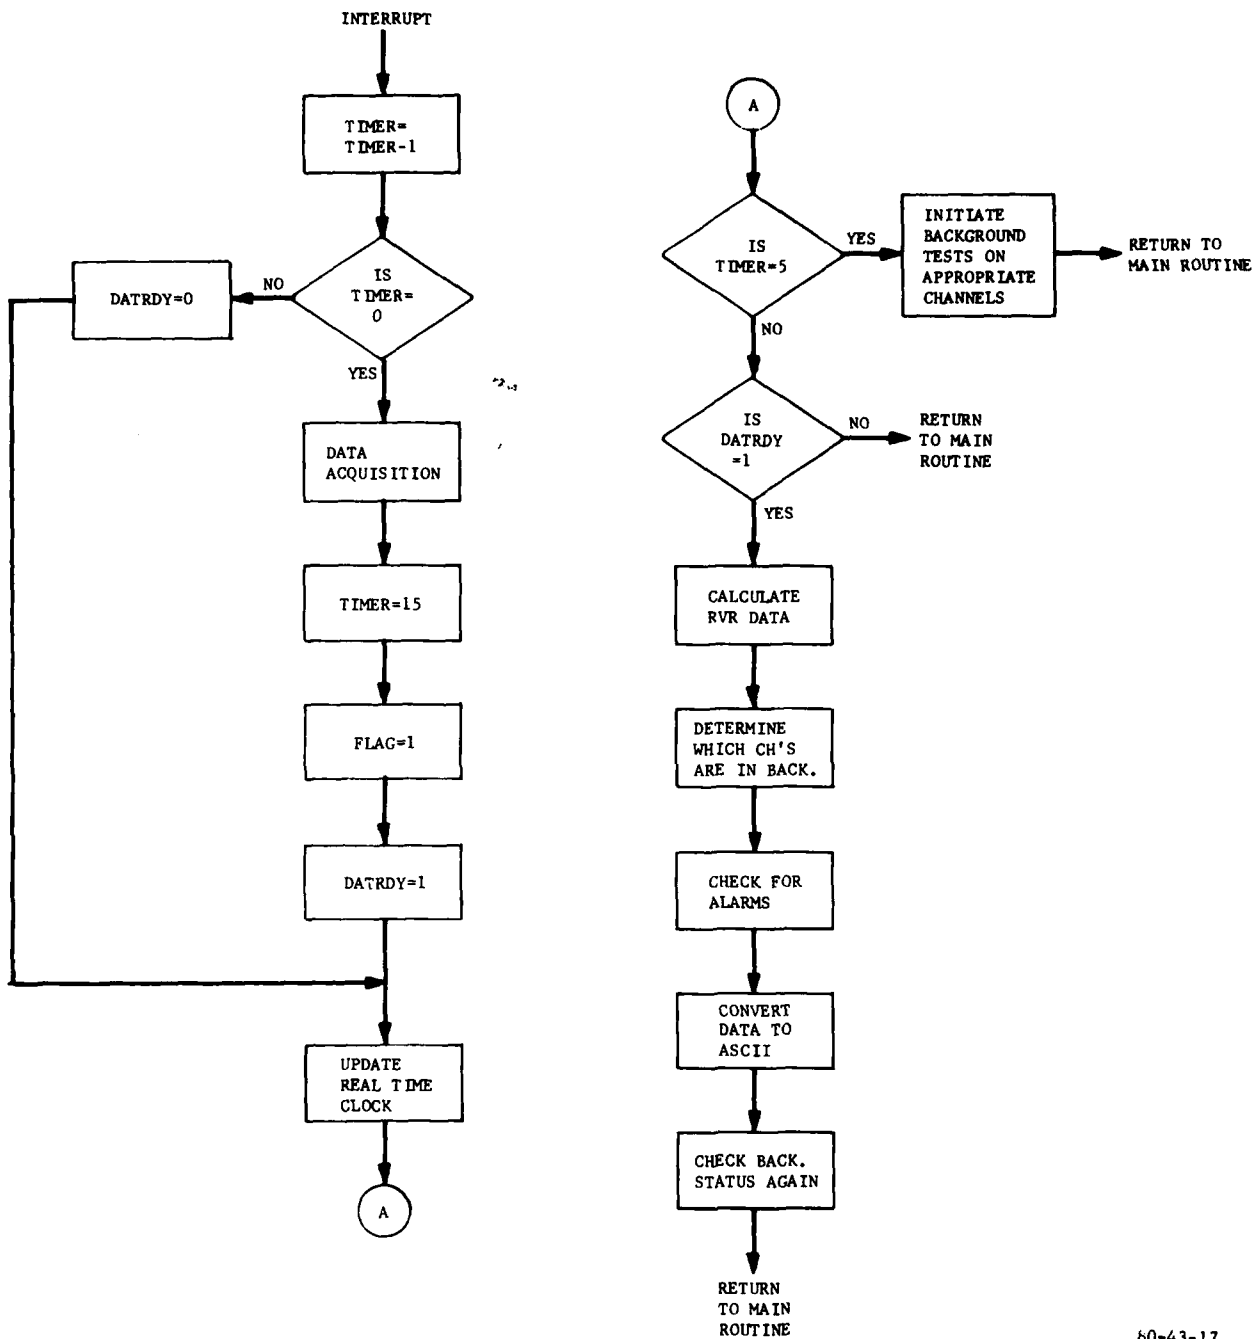 INTERRUPT
TIMER=
TIMER-1
IS
TIMER=
0
NO
DATRDY=0
YES
DATA
ACQUISITION
TIMER=15
FLAG=1
DATRDY=1
UPDATE
REAL TIME
CLOCK
A
A
IS
TIMER=5
YES
INITIATE
BACKGROUND
TESTS ON
APPROPRIATE
CHANNELS
RETURN TO
MAIN ROUTINE
NO
IS
DATRDY
=1
NO
RETURN
TO MAIN
ROUTINE
YES
CALCULATE
RVR DATA
DETERMINE
WHICH CH'S
ARE IN BACK.
CHECK FOR
ALARMS
CONVERT
DATA TO
ASCII
CHECK BACK.
STATUS AGAIN
RETURN
TO MAIN
ROUTINE
80-43-17